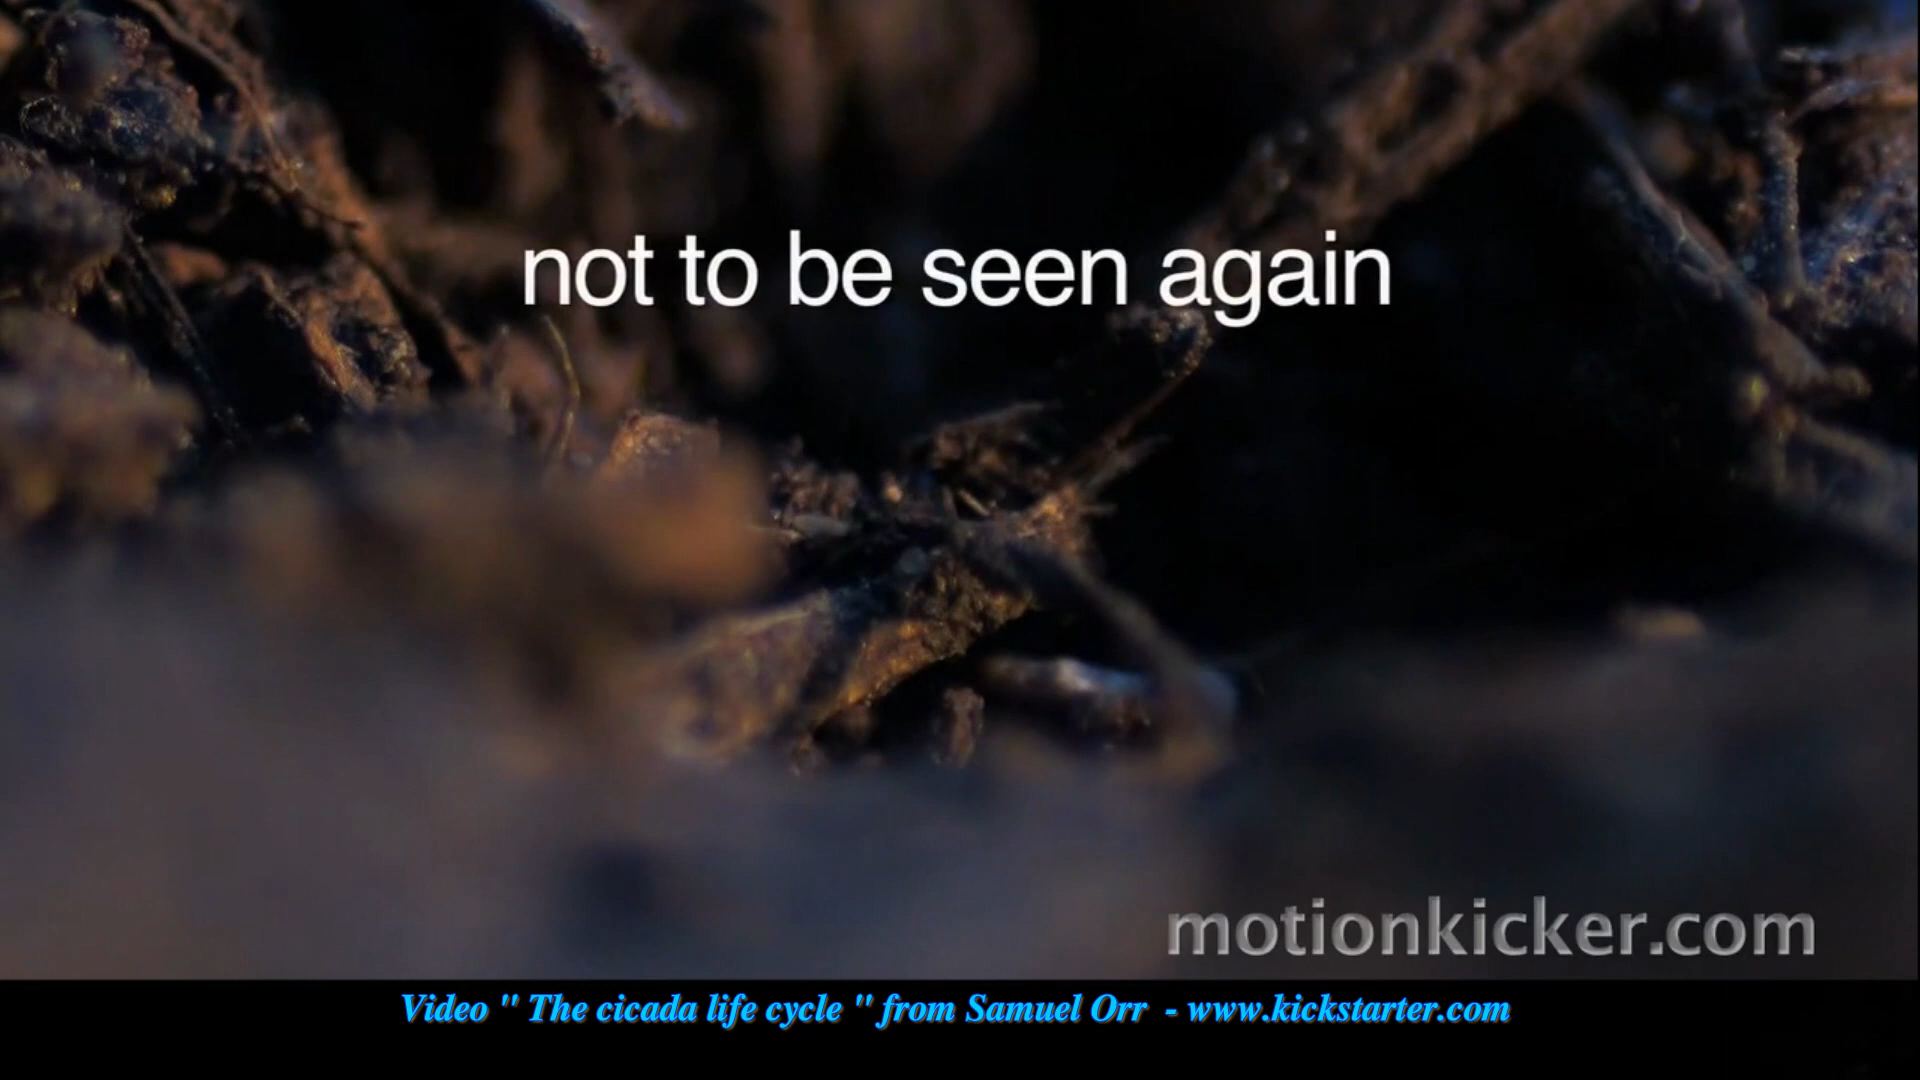 not to be seen again
motionkicker.com
Video " The cicada life cycle " from Samuel Orr - www.kickstarter.com